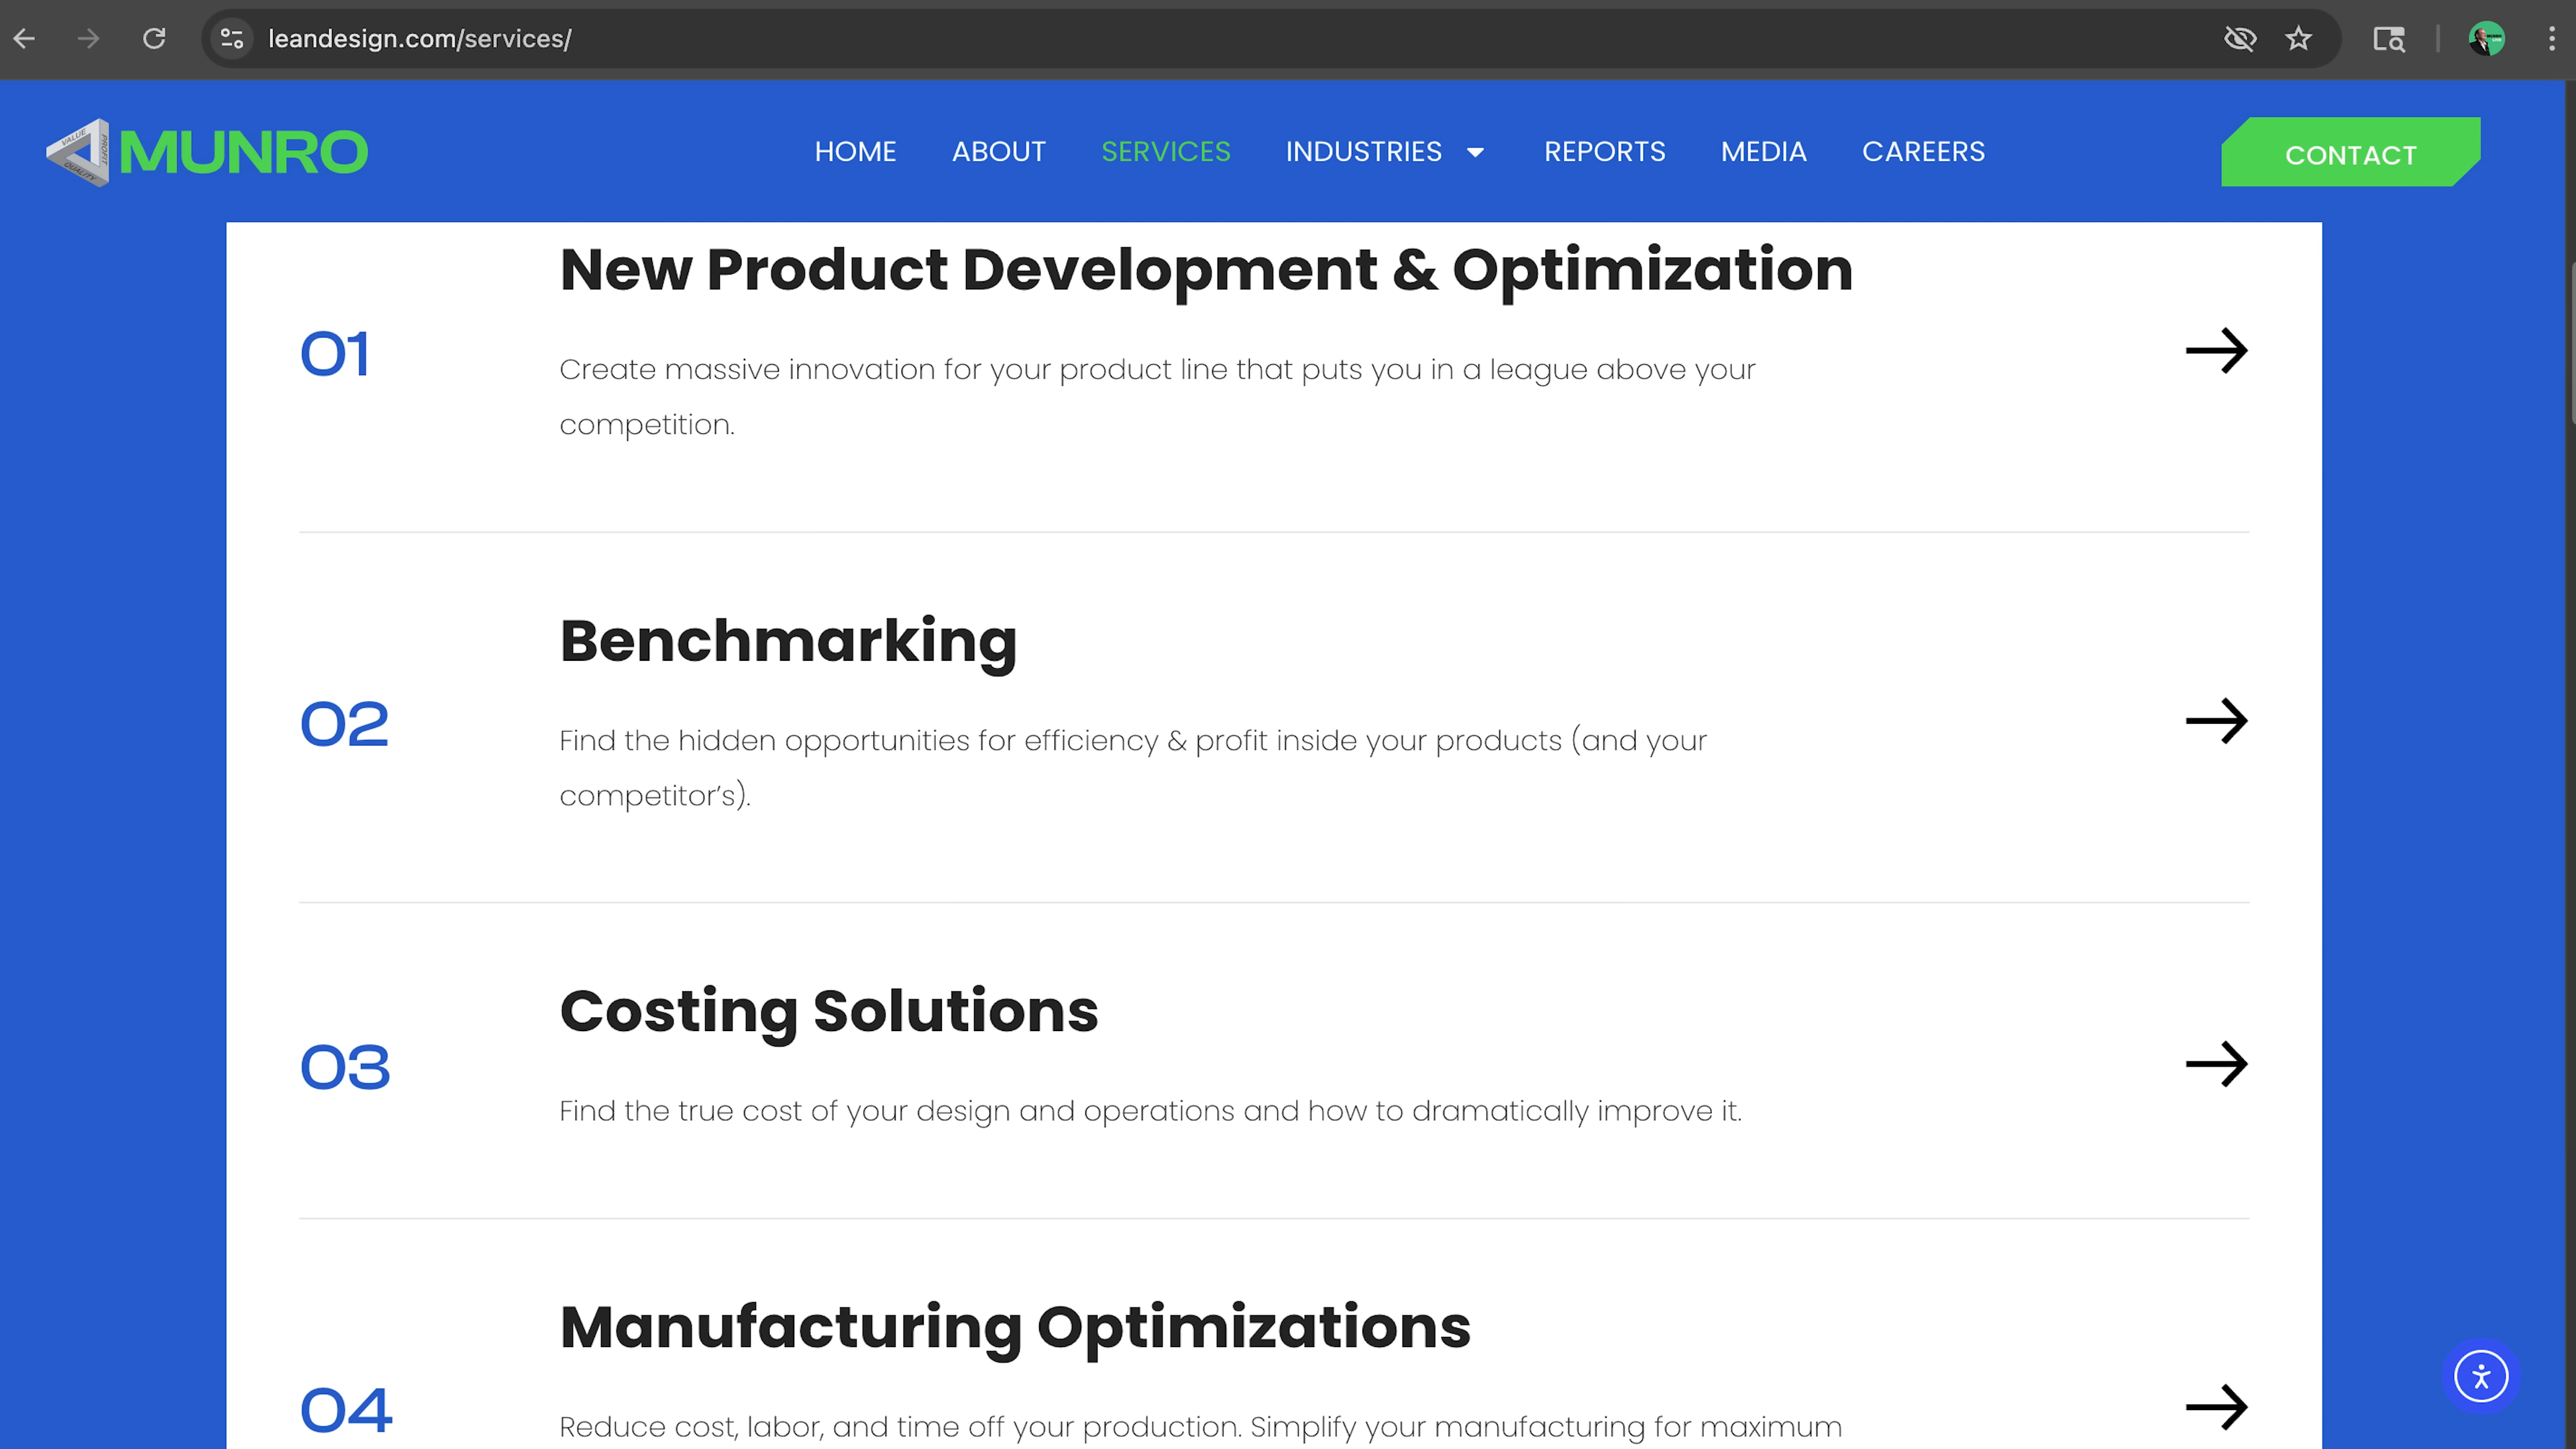 leandesign.com/services/
VALUE
PROFIT
QUALITY
MUNRO
HOME
ABOUT
SERVICES
INDUSTRIES
REPORTS
MEDIA
CAREERS
CONTACT
New Product Development & Optimization
01
Create massive innovation for your product line that puts you in a league above your
competition.
Benchmarking
02
Find the hidden opportunities for efficiency & profit inside your products (and your
competitor’s).
Costing Solutions
03
Find the true cost of your design and operations and how to dramatically improve it.
Manufacturing Optimizations
04
Reduce cost, labor, and time off your production. Simplify your manufacturing for maximum